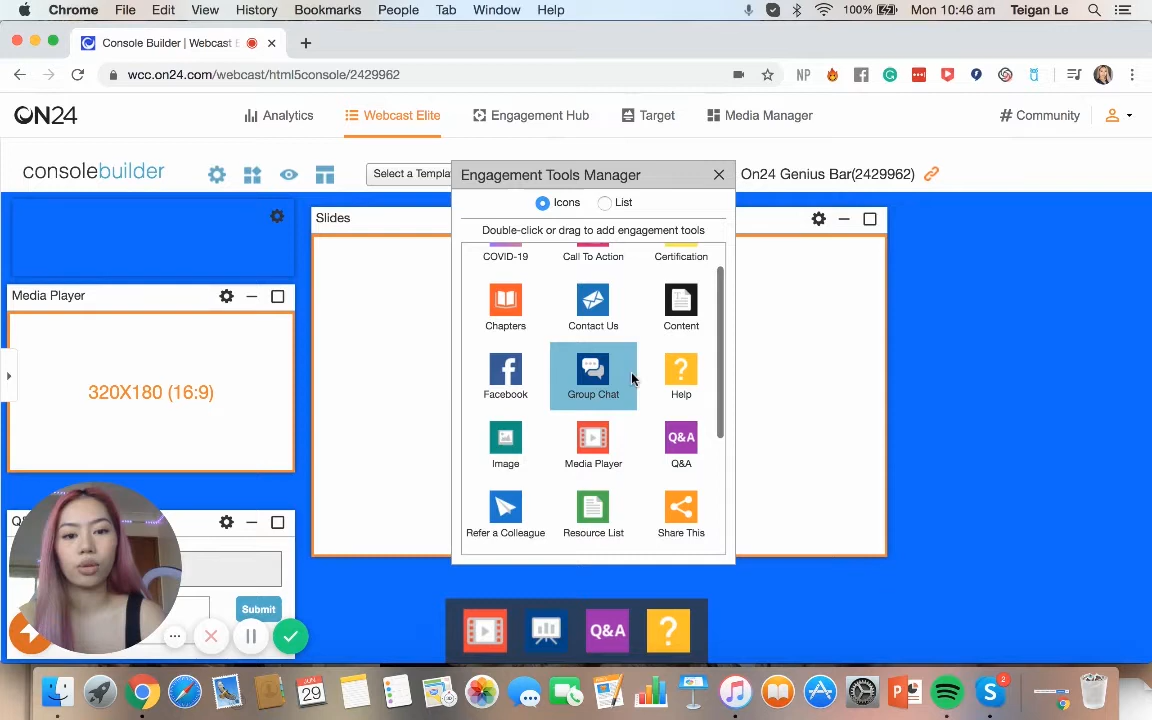 Chrome File Edit View History Bookmarks People Tab Window Help 100% Mon 10:46 am Teigan Le
Console Builder | Webcast E
wcc.on24.com/webcast/html5console/2429962
NP
ON24 Analytics Webcast Elite Engagement Hub Target Media Manager # Community
consolebuilder Select a Templa On24 Genius Bar(2429962)
Engagement Tools Manager
Icons List
Double-click or drag to add engagement tools
COVID-19 Call To Action Certification
Chapters Contact Us Content
Facebook Group Chat Help
Image Media Player Q&A
Q&A
Refer a Colleague Resource List Share This
Slides
Media Player
320X180 (16:9)
Submit
Q&A ?
JUN
29
2